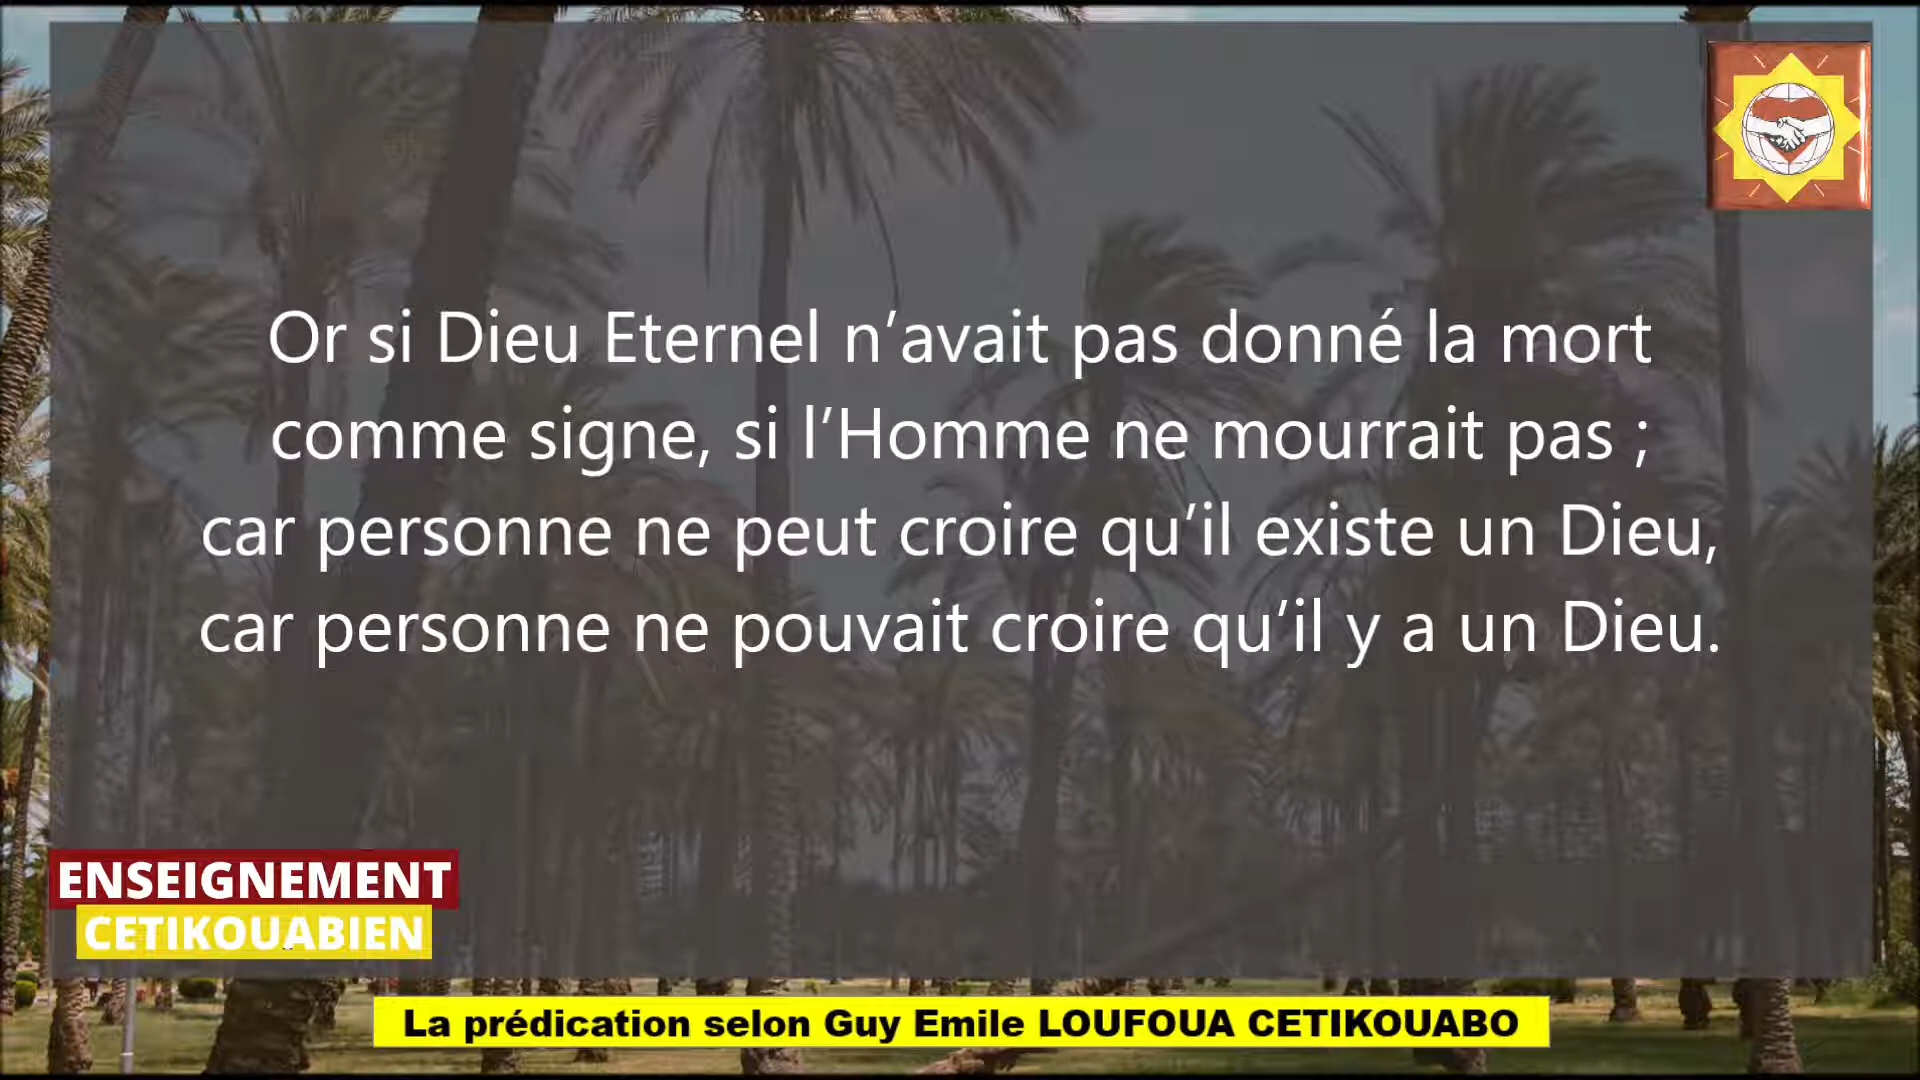 Or si Dieu Eternel n’avait pas donné la mort
comme signe, si l’Homme ne mourrait pas ;
car personne ne peut croire qu’il existe un Dieu,
car personne ne pouvait croire qu’il y a un Dieu.
ENSEIGNEMENT
CETIKOUABIEN
La prédication selon Guy Emile LOUFOUA CETIKOUABO